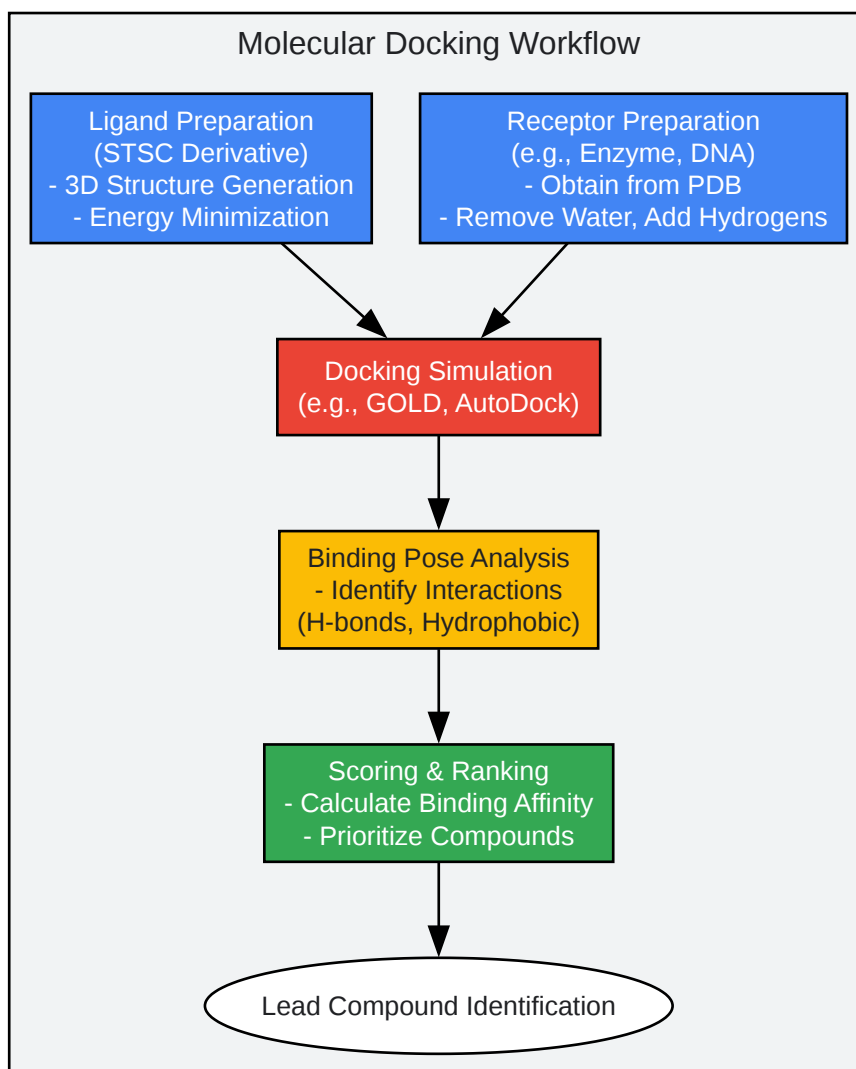 Molecular Docking Workflow
Ligand Preparation
(STSC Derivative)
- 3D Structure Generation
- Energy Minimization
Receptor Preparation
(e.g., Enzyme, DNA)
- Obtain from PDB
- Remove Water, Add Hydrogens
Docking Simulation
(e.g., GOLD, AutoDock)
Binding Pose Analysis
- Identify Interactions
(H-bonds, Hydrophobic)
Scoring & Ranking
- Calculate Binding Affinity
- Prioritize Compounds
Lead Compound Identification